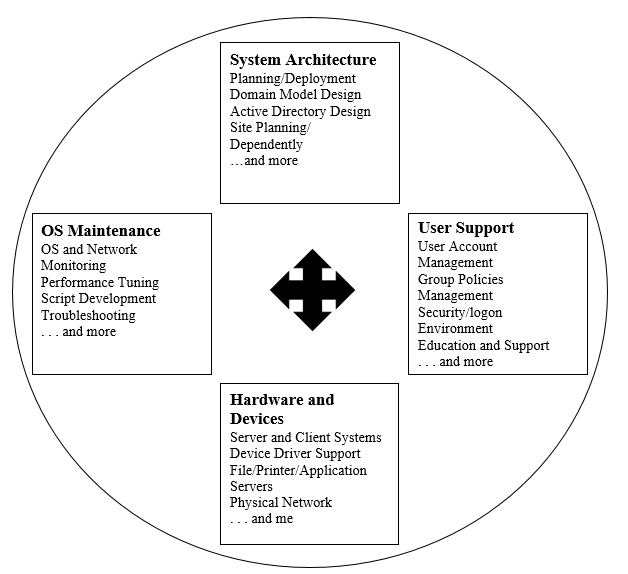 System Architecture
Planning/Deployment
Domain Model Design
Active Directory Design
Site Planning/
Dependently
…and more
OS Maintenance
OS and Network
Monitoring
Performance Tuning
Script Development
Troubleshooting
. . . and more
User Support
User Account
Management
Group Policies
Management
Security/logon
Environment
Education and Support
. . . and more
Hardware and
Devices
Server and Client Systems
Device Driver Support
File/Printer/Application
Servers
Physical Network
. . . and me